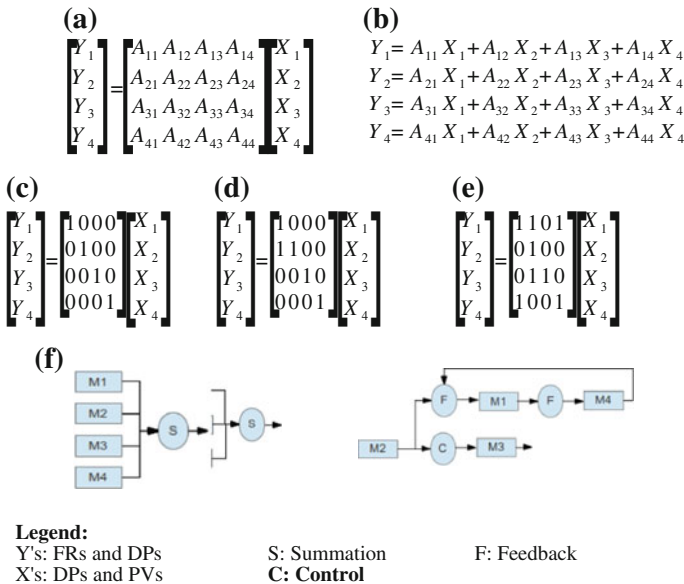 (a)
(b)
[Y₁ Y₂ Y₃ Y₄] = [A₁₁ A₁₂ A₁₃ A₁₄
A₂₁ A₂₂ A₂₃ A₂₄
A₃₁ A₃₂ A₃₃ A₃₄
A₄₁ A₄₂ A₄₃ A₄₄] [X₁ X₂ X₃ X₄]
Y₁= A₁₁ X₁+A₁₂ X₂+A₁₃ X₃+A₁₄ X₄
Y₂= A₂₁ X₁+A₂₂ X₂+A₂₃ X₃+A₂₄ X₄
Y₃= A₃₁ X₁+A₃₂ X₂+A₃₃ X₃+A₃₄ X₄
Y₄= A₄₁ X₁+A₄₂ X₂+A₄₃ X₃+A₄₄ X₄
(c)
Y₁ 1000 X₁
Y₂ = 0100 X₂
Y₃ 0010 X₃
Y₄ 0001 X₄
(d)
Y₁ 1000 X₁
Y₂ = 1100 X₂
Y₃ 0010 X₃
Y₄ 0001 X₄
(e)
Y₁ 1101 X₁
Y₂ = 0100 X₂
Y₃ 0110 X₃
Y₄ 1001 X₄
(f)
M1
M2
M3
M4
S
S
F
M1
F
M4
M2
C
M3
Legend:
Y's: FRs and DPs
S: Summation
F: Feedback
X's: DPs and PVs
C: Control